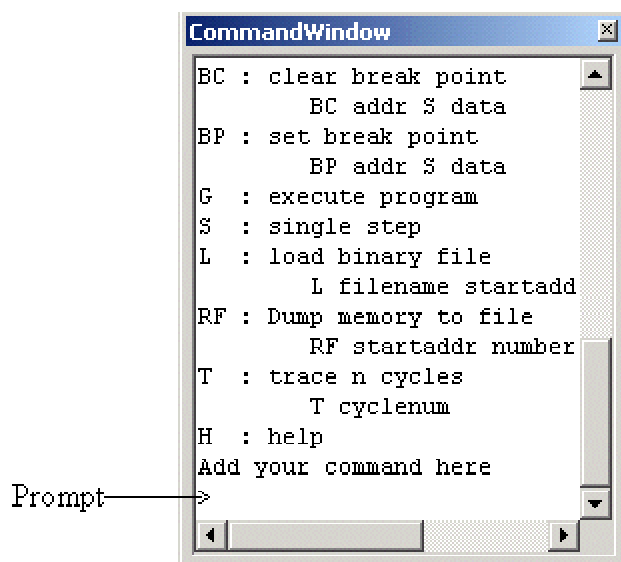 CommandWindow
BC : clear break point
BC addr S data
BP : set break point
BP addr S data
G : execute program
S : single step
L : load binary file
L filename startadd
RF : Dump memory to file
RF startaddr number
T : trace n cycles
T cyclenum
H : help
Add your command here
Prompt >